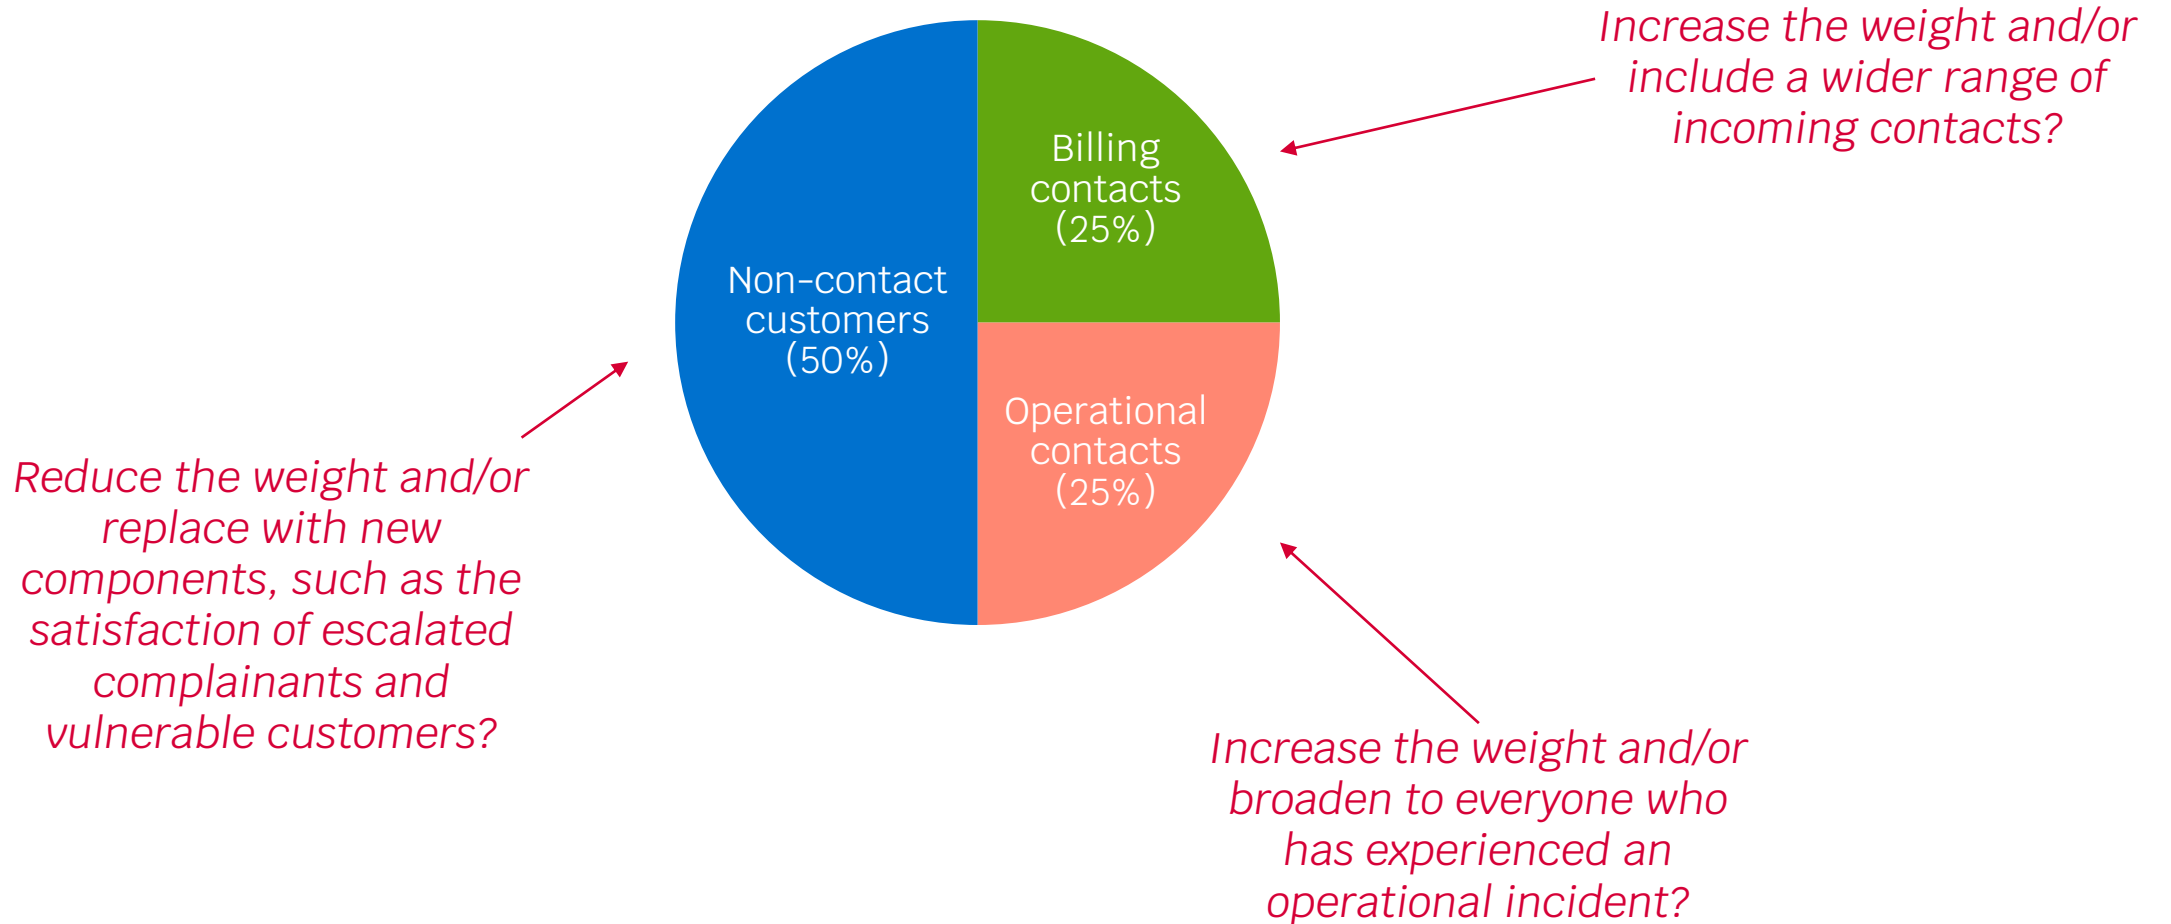 Increase the weight and/or
include a wider range of
incoming contacts?
Billing
contacts
(25%)
Non-contact
customers
(50%)
Operational
contacts
(25%)
Reduce the weight and/or
replace with new
components, such as the
satisfaction of escalated
complainants and
vulnerable customers?
Increase the weight and/or
broaden to everyone who
has experienced an
operational incident?